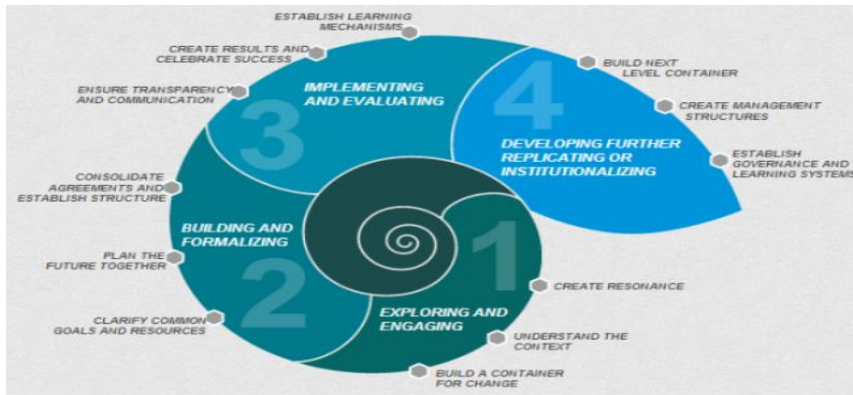 ESTABLISH LEARNING
MECHANISMS
CREATE RESULTS AND
CELEBRATE SUCCESS
ENSURE TRANSPARENCY
AND COMMUNICATION
3
IMPLEMENTING
AND EVALUATING
4
DEVELOPING FURTHER
REPLICATING OR
INSTITUTIONALIZING
BUILD NEXT
LEVEL CONTAINER
CREATE MANAGEMENT
STRUCTURES
ESTABLISH
GOVERNANCE AND
LEARNING SYSTEMS
CONSOLIDATE
AGREEMENTS AND
ESTABLISH STRUCTURE
PLAN THE
FUTURE TOGETHER
CLARIFY COMMON
GOALS AND RESOURCES
BUILDING AND
FORMALIZING
2
1
EXPLORING AND
ENGAGING
CREATE RESONANCE
UNDERSTAND THE
CONTEXT
BUILD A CONTAINER
FOR CHANGE